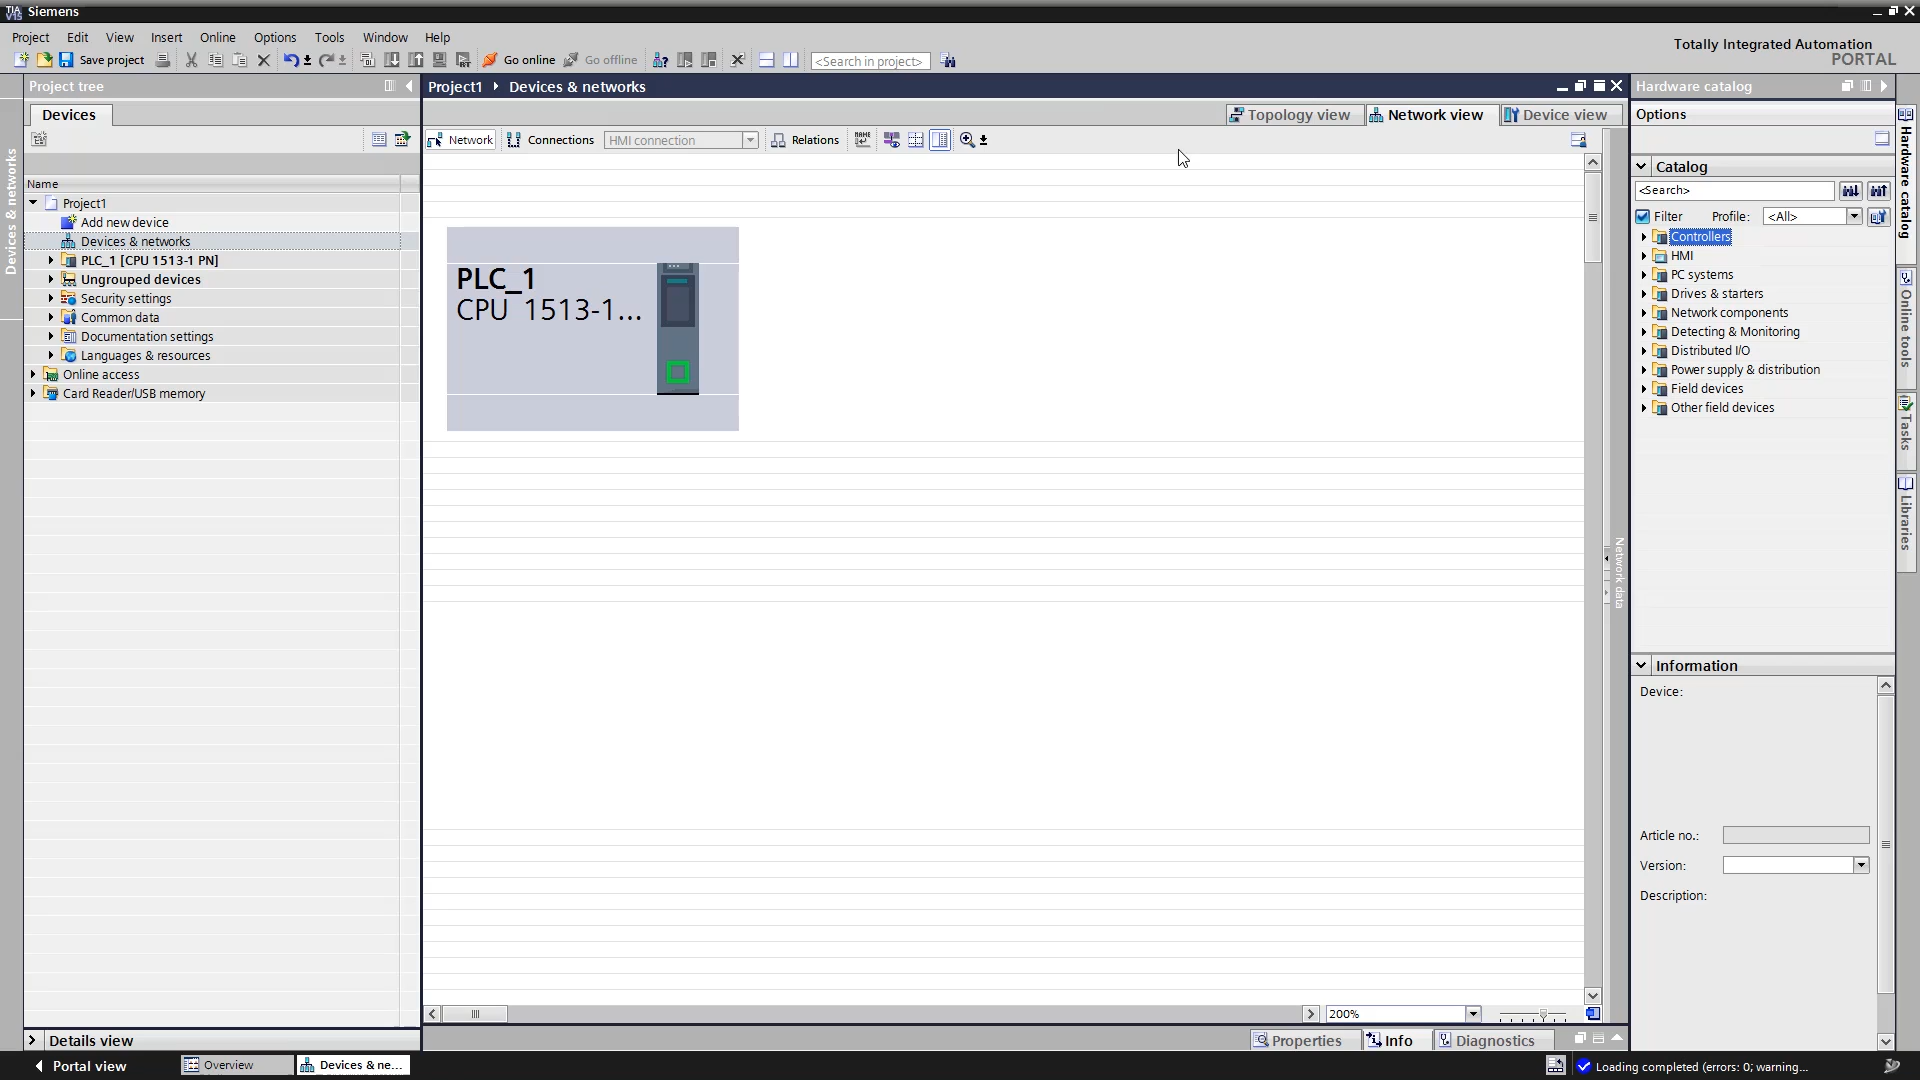 TIA
V15
Siemens
Project Edit View Insert Online Options Tools Window Help
Totally Integrated Automation
PORTAL
Save project
Go online
Go offline
<Search in project>
Project tree
Devices
Devices & networks
Name
Project1
Add new device
Devices & networks
PLC_1 [CPU 1513-1 PN]
Ungrouped devices
Security settings
Common data
Documentation settings
Languages & resources
Online access
Card Reader/USB memory
Details view
Project1 Devices & networks
Topology view
Network view
Device view
Network
Connections
HMI connection
Relations
PLC_1
CPU 1513-1...
Network data
200%
Properties
Info
Diagnostics
Hardware catalog
Options
Catalog
<Search>
Filter
Profile:
<All>
Controllers
HMI
PC systems
Drives & starters
Network components
Detecting & Monitoring
Distributed I/O
Power supply & distribution
Field devices
Other field devices
Information
Device:
Article no.:
Version:
Description:
Hardware catalog
Online tools
Tasks
Libraries
Portal view
Overview
Devices & ne...
Loading completed (errors: 0; warning...